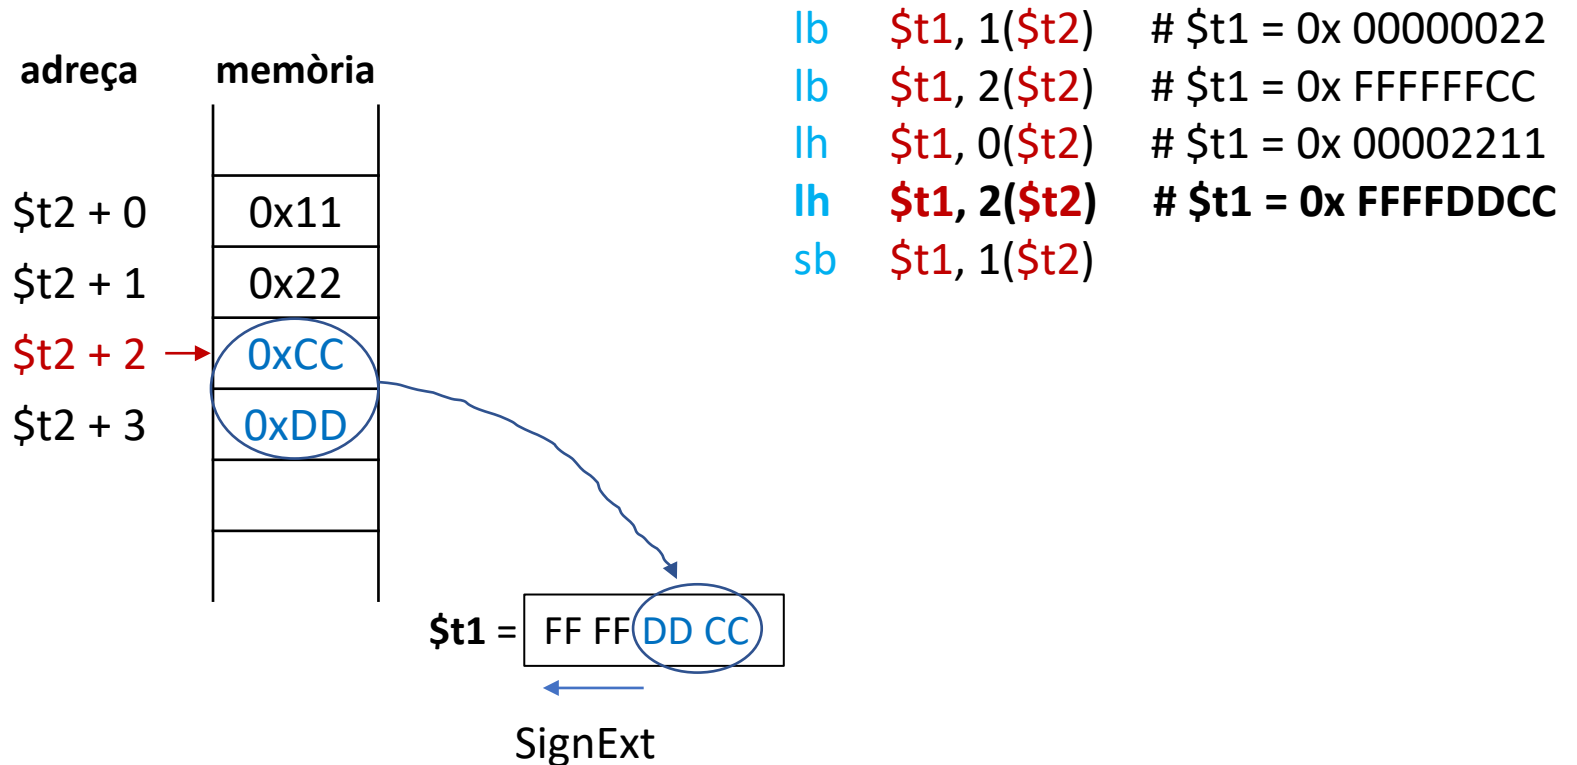 adreça memòria
$t2 + 0 0x11
$t2 + 1 0x22
$t2 + 2 0xCC
$t2 + 3 0xDD
$t1 = FF FF DD CC
SignExt
lb $t1, 1($t2) # $t1 = 0x 00000022
lb $t1, 2($t2) # $t1 = 0x FFFFFFCC
lh $t1, 0($t2) # $t1 = 0x 00002211
lh $t1, 2($t2) # $t1 = 0x FFFFDDCC
sb $t1, 1($t2)